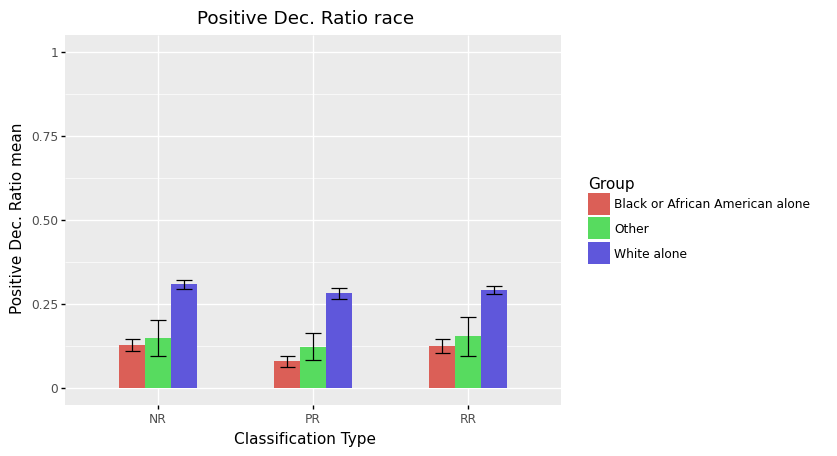 Positive Dec. Ratio race
Positive Dec. Ratio mean
1
0.75
0.50
0.25
0
NR
PR
RR
Classification Type
Group
Black or African American alone
Other
White alone